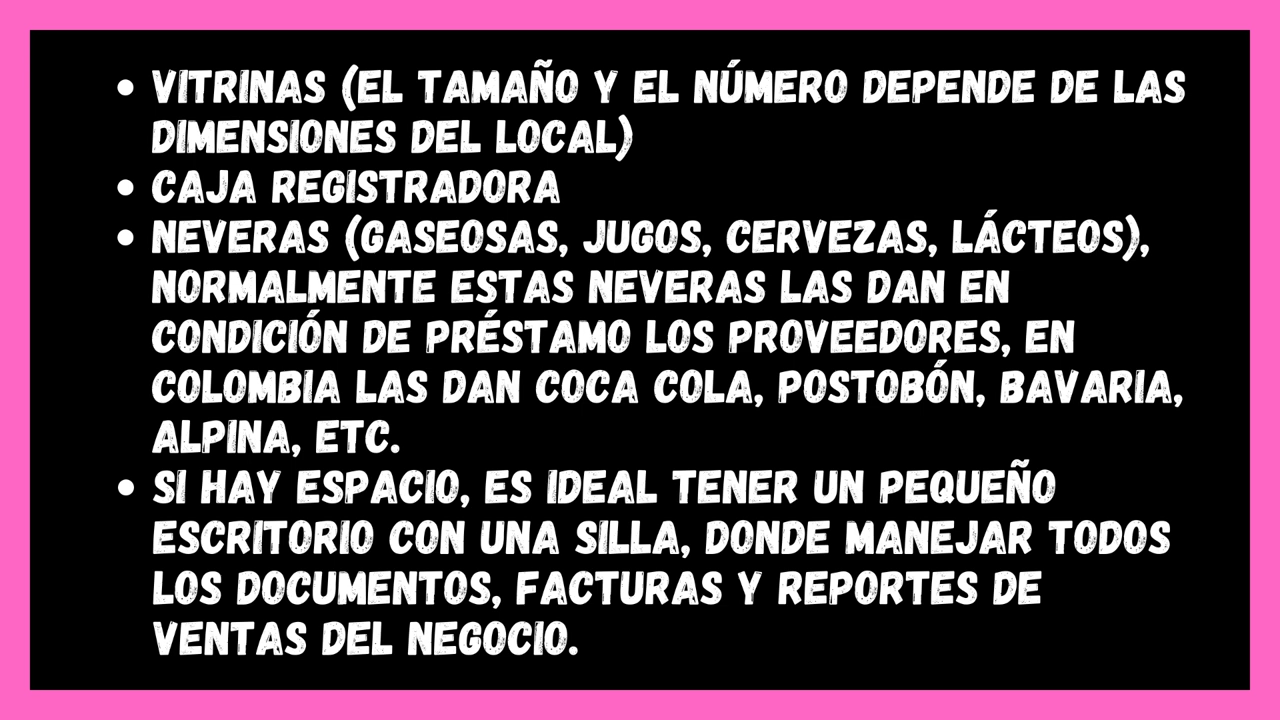 • VITRINAS (EL TAMAÑO Y EL NÚMERO DEPENDE DE LAS
DIMENSIONES DEL LOCAL)
• CAJA REGISTRADORA
• NEVERAS (GASEOSAS, JUGOS, CERVEZAS, LÁCTEOS),
NORMALMENTE ESTAS NEVERAS LAS DAN EN
CONDICIÓN DE PRÉSTAMO LOS PROVEEDORES, EN
COLOMBIA LAS DAN COCA COLA, POSTOBÓN, BAVARIA,
ALPINA, ETC.
• SI HAY ESPACIO, ES IDEAL TENER UN PEQUEÑO
ESCRITORIO CON UNA SILLA, DONDE MANEJAR TODOS
LOS DOCUMENTOS, FACTURAS Y REPORTES DE
VENTAS DEL NEGOCIO.